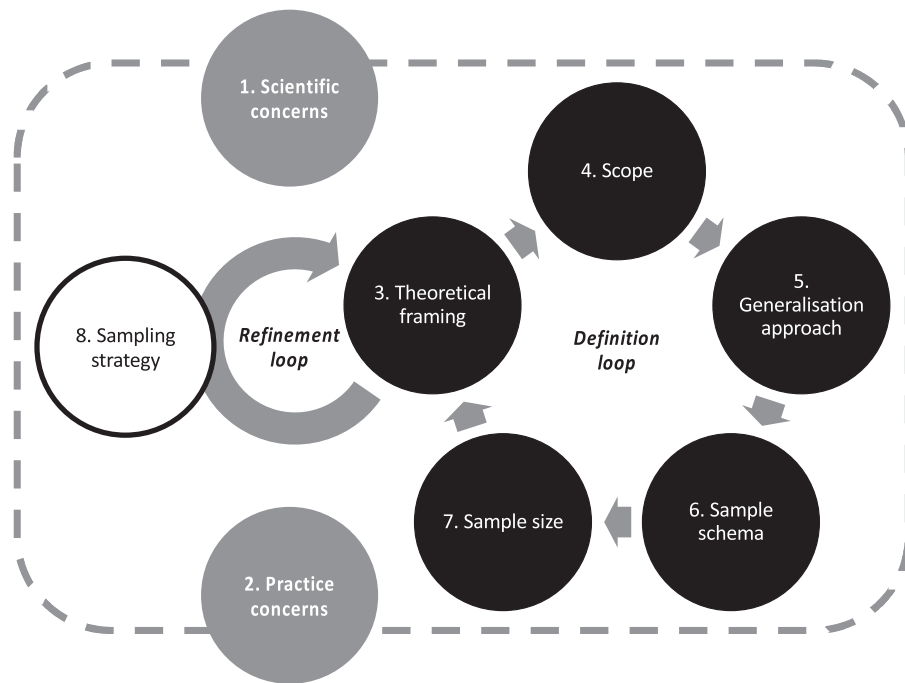 1. Scientific
concerns
4. Scope
3. Theoretical
framing
5.
Generalisation
approach
8. Sampling
strategy
Refinement
loop
Definition
loop
7. Sample size
6. Sample
schema
2. Practice
concerns